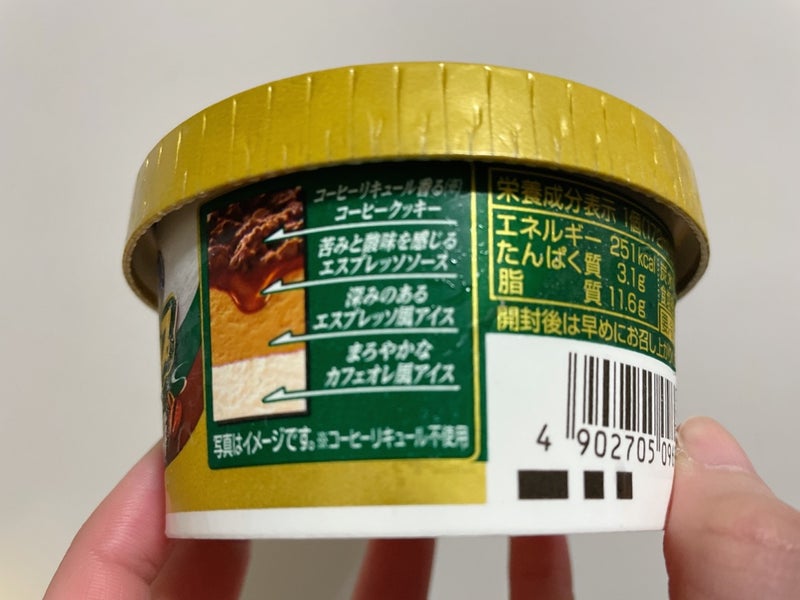 コーヒーリキュール香る(※)
コーヒークッキー
苦みと酸味を感じる
エスプレッソソース
深みのある
エスプレッソ風アイス
まろやかな
カフェオレ風アイス
写真はイメージです。※コーヒーリキュール不使用
栄養成分表示 1個(172
エネルギー 251kcal
たんぱく質 3.1g
脂質 11.6g
開封後は早めにお召し上が
4 902705 09